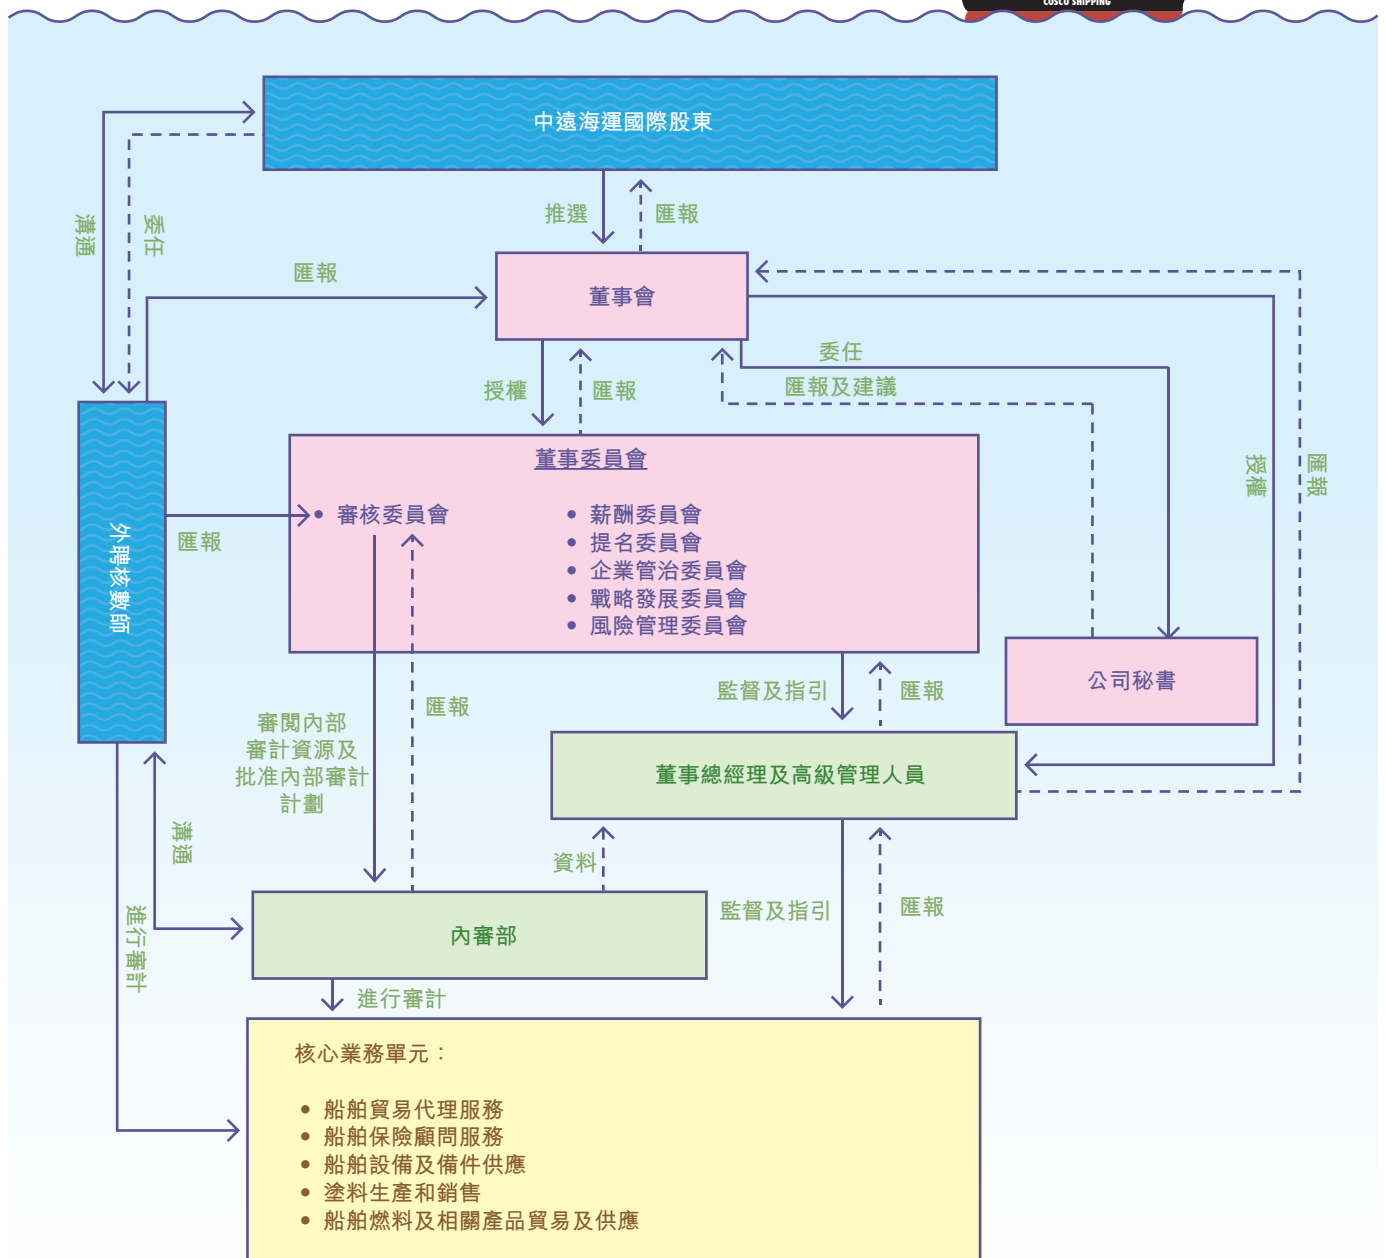 COSCO SHIPPING
中遠海運國際股東
溝通
委任
推選
匯報
匯報
董事會
委任
匯報及建議
授權
匯報
授權
匯報
董事委員會
• 審核委員會
• 薪酬委員會
• 提名委員會
• 企業管治委員會
• 戰略發展委員會
• 風險管理委員會
外聘核數師
匯報
公司秘書
監督及指引
匯報
匯報
審閱內部
審計資源及
批准內部審計
計劃
董事總經理及高級管理人員
溝通
資料
監督及指引
匯報
進行審計
內審部
進行審計
核心業務單元：
• 船舶貿易代理服務
• 船舶保險顧問服務
• 船舶設備及備件供應
• 塗料生產和銷售
• 船舶燃料及相關產品貿易及供應